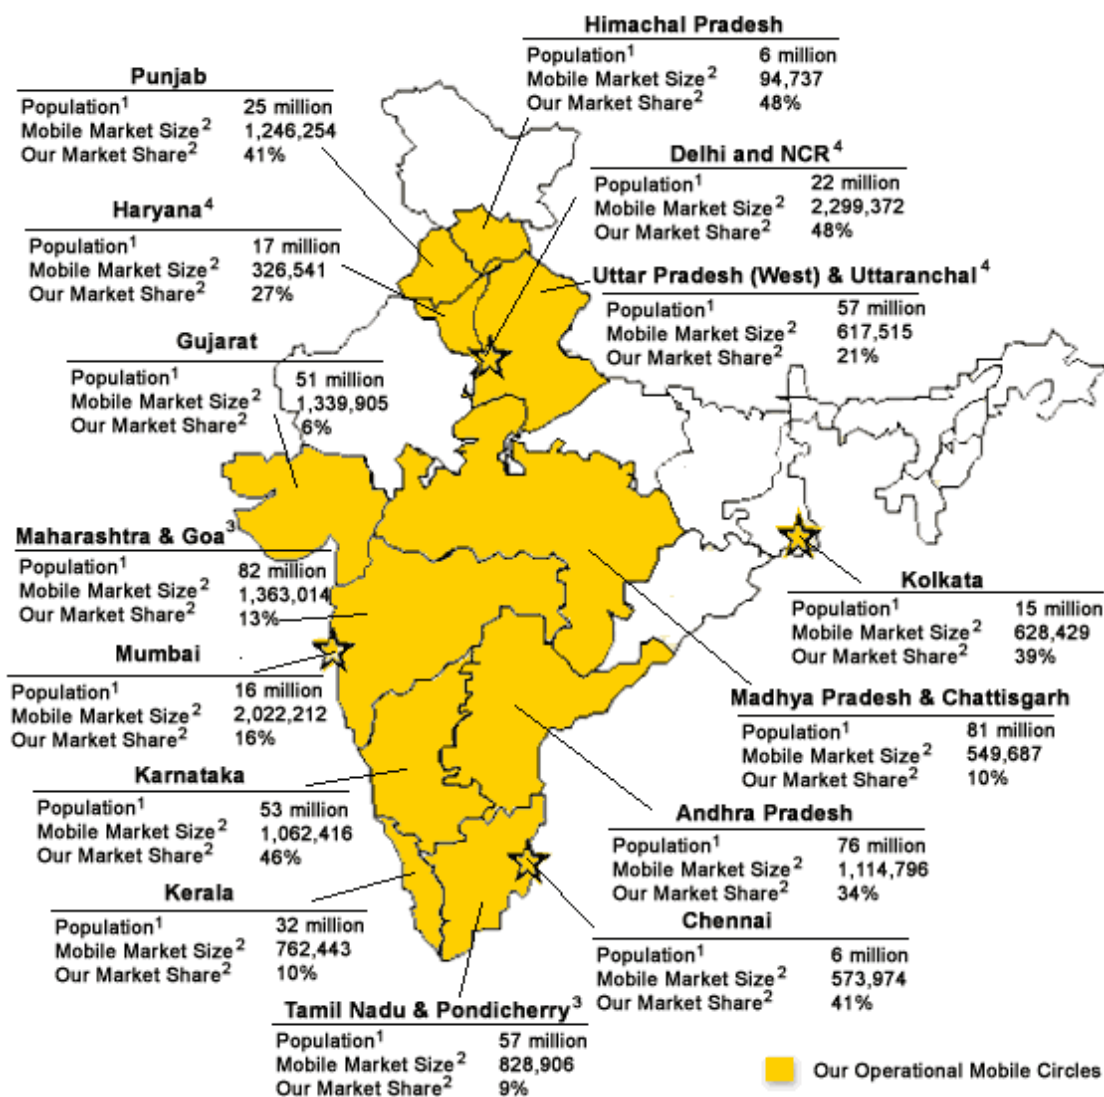 Himachal Pradesh
Population1 6 million
Mobile Market Size2 94,737
Our Market Share2 48%
Punjab
Population1 25 million
Mobile Market Size2 1,246,254
Our Market Share2 41%
Delhi and NCR4
Population1 22 million
Mobile Market Size2 2,299,372
Our Market Share2 48%
Haryana4
Population1 17 million
Mobile Market Size2 326,541
Our Market Share2 27%
Uttar Pradesh (West) & Uttaranchal4
Population1 57 million
Mobile Market Size2 617,515
Our Market Share2 21%
Gujarat
Population1 51 million
Mobile Market Size2 1,339,905
Our Market Share2 6%
Maharashtra & Goa3
Population1 82 million
Mobile Market Size2 1,363,014
Our Market Share2 13%
Kolkata
Population1 15 million
Mobile Market Size2 628,429
Our Market Share2 39%
Mumbai
Population1 16 million
Mobile Market Size2 2,022,212
Our Market Share2 16%
Madhya Pradesh & Chattisgarh
Population1 81 million
Mobile Market Size2 549,687
Our Market Share2 10%
Karnataka
Population1 53 million
Mobile Market Size2 1,062,416
Our Market Share2 46%
Andhra Pradesh
Population1 76 million
Mobile Market Size2 1,114,796
Our Market Share2 34%
Kerala
Population1 32 million
Mobile Market Size2 762,443
Our Market Share2 10%
Chennai
Population1 6 million
Mobile Market Size2 573,974
Our Market Share2 41%
Tamil Nadu & Pondicherry3
Population1 57 million
Mobile Market Size2 828,906
Our Market Share2 9%
Our Operational Mobile Circles